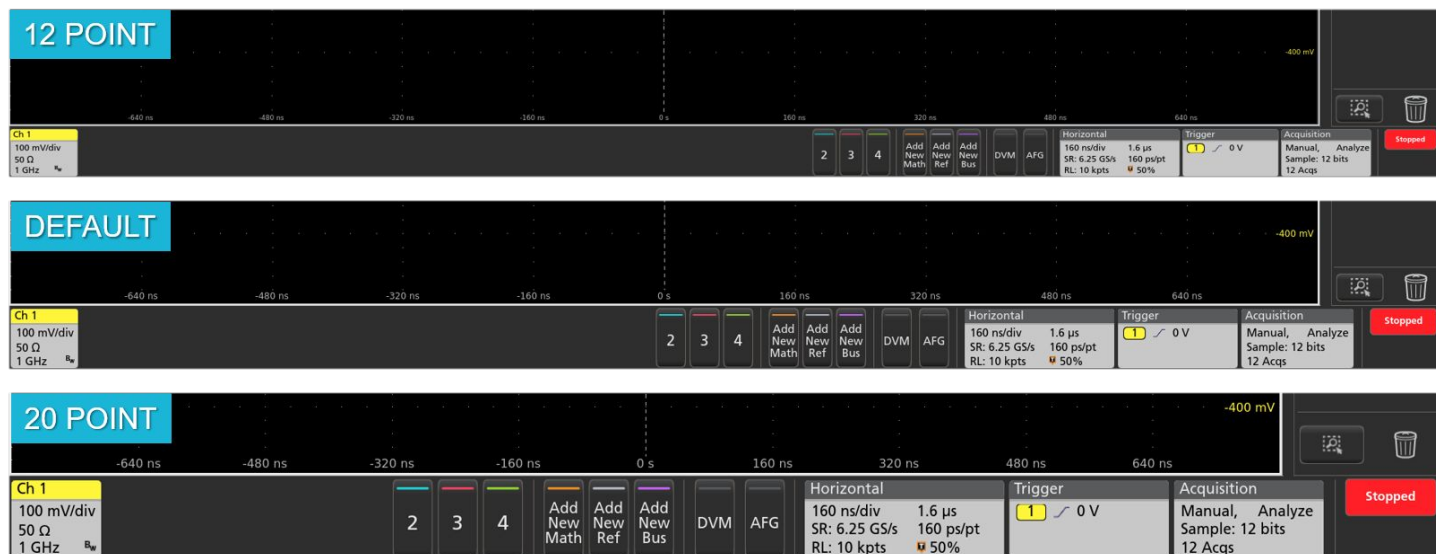 12 POINT
-400 mV
-640 ns -480 ns -320 ns -160 ns 0 s 160 ns 320 ns 480 ns 640 ns
Ch 1
100 mV/div
50 Ω
1 GHz Bw
2 3 4
Add New Math
Add New Ref
Add New Bus
DVM AFG
Horizontal
160 ns/div 1.6 μs
SR: 6.25 GS/s 160 ps/pt
RL: 10 kpts 50%
Trigger
1 0 V
Acquisition
Manual, Analyze
Sample: 12 bits
12 Acqs
Stopped
DEFAULT
-400 mV
-640 ns -480 ns -320 ns -160 ns 0 s 160 ns 320 ns 480 ns 640 ns
Ch 1
100 mV/div
50 Ω
1 GHz Bw
2 3 4
Add New Math
Add New Ref
Add New Bus
DVM AFG
Horizontal
160 ns/div 1.6 μs
SR: 6.25 GS/s 160 ps/pt
RL: 10 kpts 50%
Trigger
1 0 V
Acquisition
Manual, Analyze
Sample: 12 bits
12 Acqs
Stopped
20 POINT
-400 mV
-640 ns -480 ns -320 ns -160 ns 0 s 160 ns 320 ns 480 ns 640 ns
Ch 1
100 mV/div
50 Ω
1 GHz Bw
2 3 4
Add New Math
Add New Ref
Add New Bus
DVM AFG
Horizontal
160 ns/div 1.6 μs
SR: 6.25 GS/s 160 ps/pt
RL: 10 kpts 50%
Trigger
1 0 V
Acquisition
Manual, Analyze
Sample: 12 bits
12 Acqs
Stopped